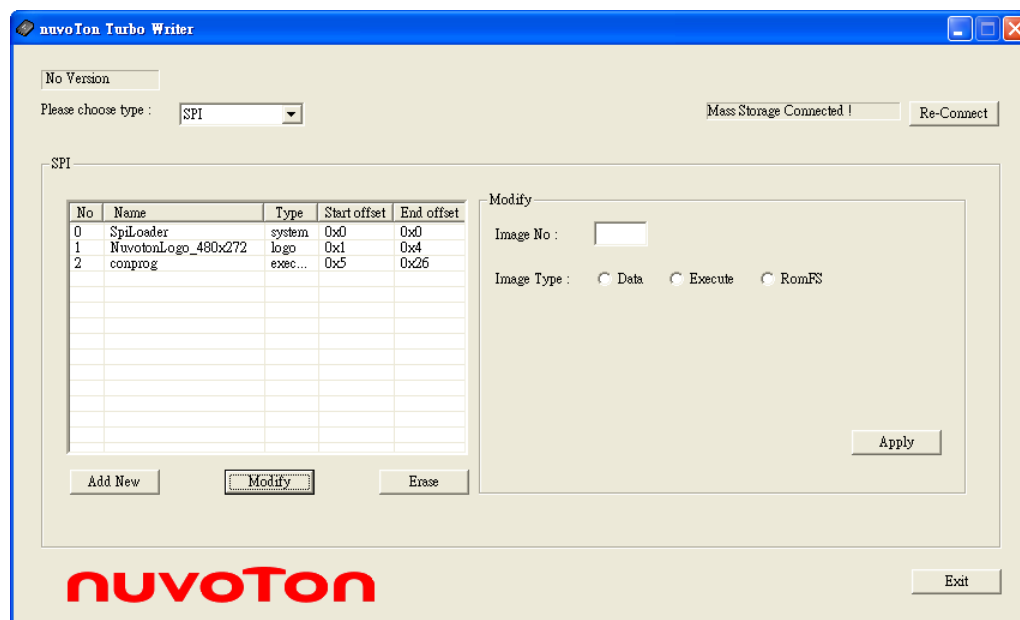 nuvoTon Turbo Writer
No Version
Please choose type :
SPI
Mass Storage Connected !
Re-Connect
SPI
No Name Type Start offset End offset
0 SpiLoader system 0x0 0x0
1 NuvotonLogo_480x272 logo 0x1 0x4
2 conprog exec... 0x5 0x26
Add New
Modify
Erase
Modify
Image No :
Image Type : Data Execute RomFS
Apply
nuvoTon
Exit